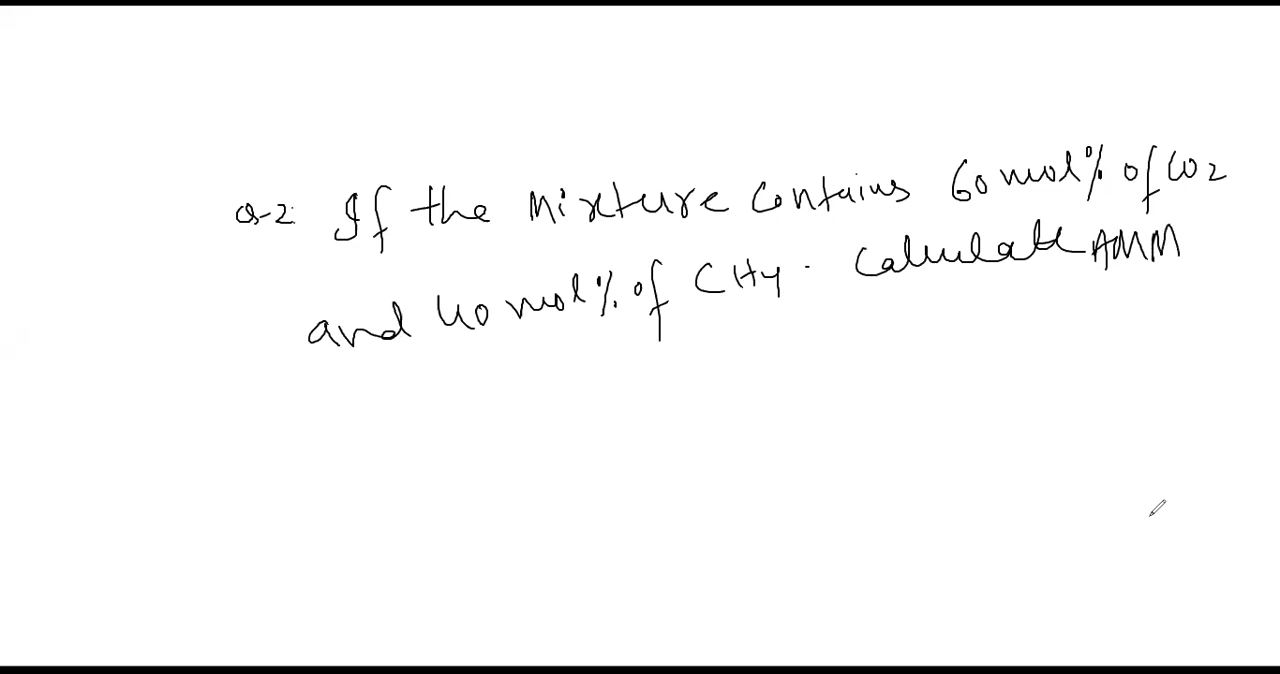 Q-2: If the Mixture Contains 60 mol% of CO2
and 40 mol% of CH4. Calculate AMM